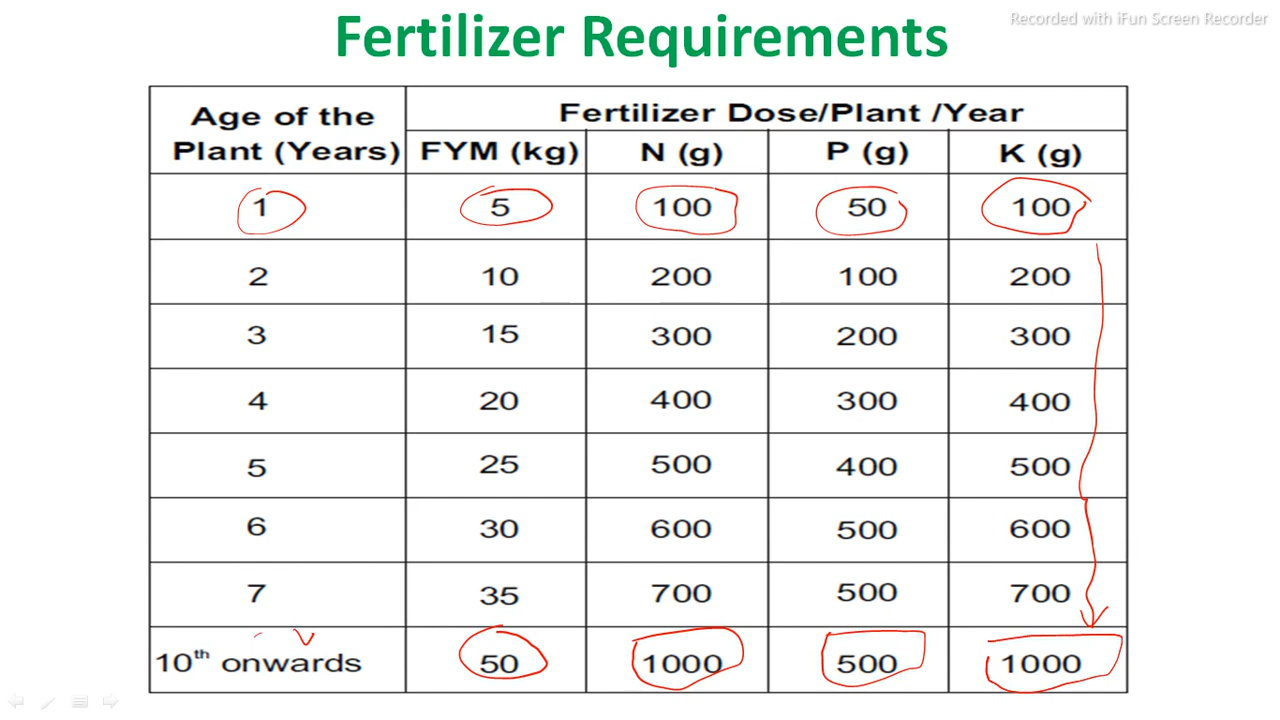 Recorded with iFun Screen Recorder
Fertilizer Requirements
Age of the Plant (Years) Fertilizer Dose/Plant /Year
FYM (kg) N (g) P (g) K (g)
1 5 100 50 100
2 10 200 100 200
3 15 300 200 300
4 20 400 300 400
5 25 500 400 500
6 30 600 500 600
7 35 700 500 700
10th onwards 50 1000 500 1000